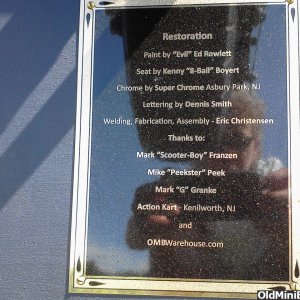 Restoration
Paint by "Evil" Ed Rowlett
Seat by Kenny "8-Ball" Boyert
Chrome by Super Chrome Asbury Park, NJ
Lettering by Dennis Smith
Welding, Fabrication, Assembly - Eric Christensen
Thanks to:
Mark "Scooter-Boy" Franzen
Mike "Peekster" Peek
Mark "G" Granke
Action Kart - Kenilworth, NJ
and
OMBWarehouse.com